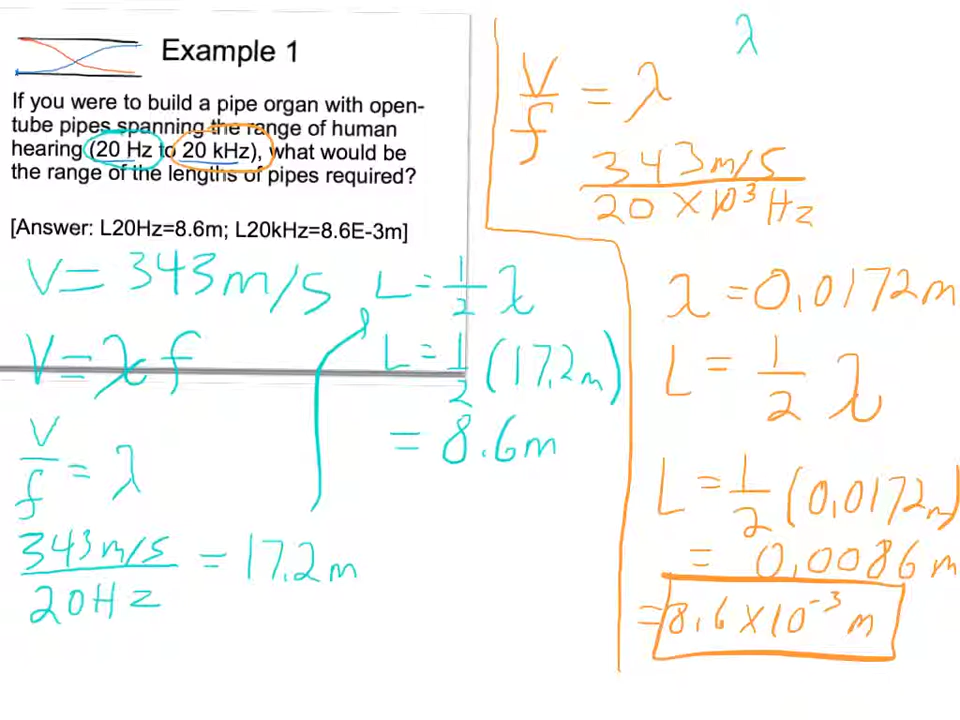 Example 1
If you were to build a pipe organ with open-
tube pipes spanning the range of human
hearing (20 Hz to 20 kHz), what would be
the range of the lengths of pipes required?
[Answer: L20Hz=8.6m; L20kHz=8.6E-3m]
V = 343 m/s
V = λ f
V/f = λ
343 m/s / 20 Hz = 17.2 m
L = 1/2 λ
L = 1/2 (17.2 m)
= 8.6 m
λ
V/f = λ
343 m/s / 20 × 10³ Hz
λ = 0.0172 m
L = 1/2 λ
L = 1/2 (0.0172 m)
= 0.0086 m
= 8.6 × 10⁻³ m